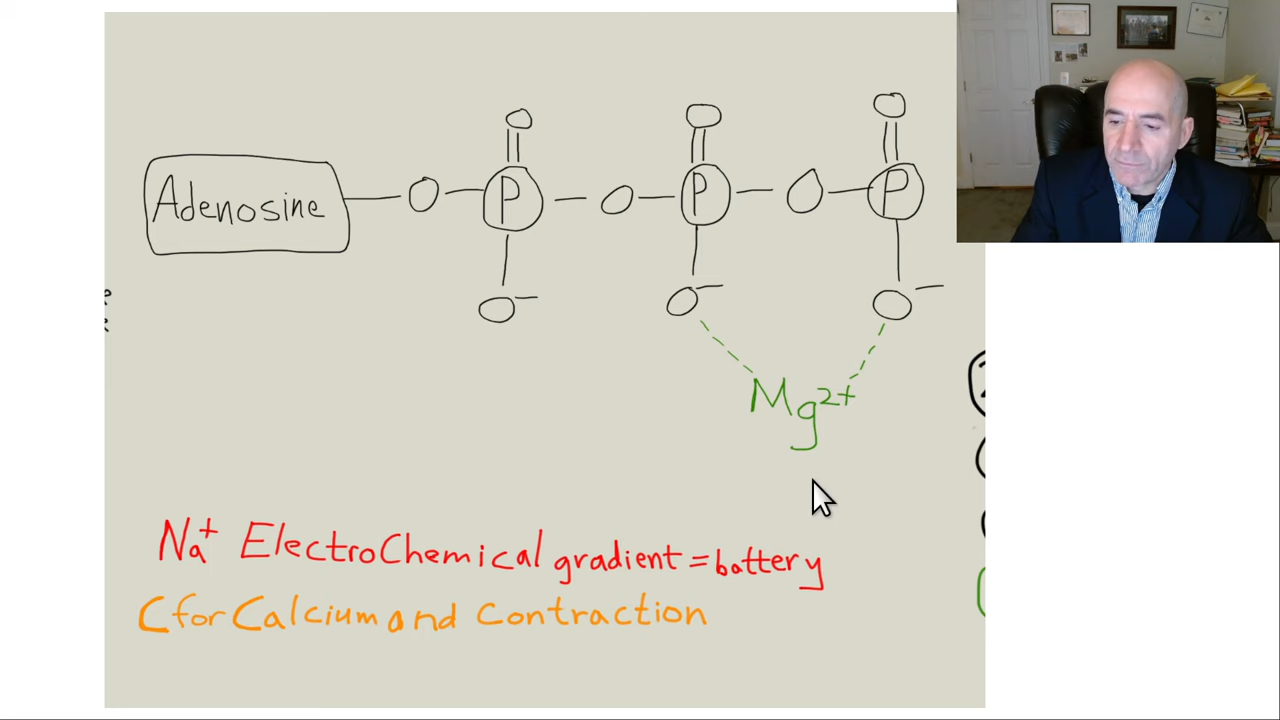 O O O
Adenosine — O — P — O — P — O — P
O⁻ O⁻ O⁻
Mg²⁺
Na⁺ ElectroChemical gradient = battery
C for Calcium and Contraction